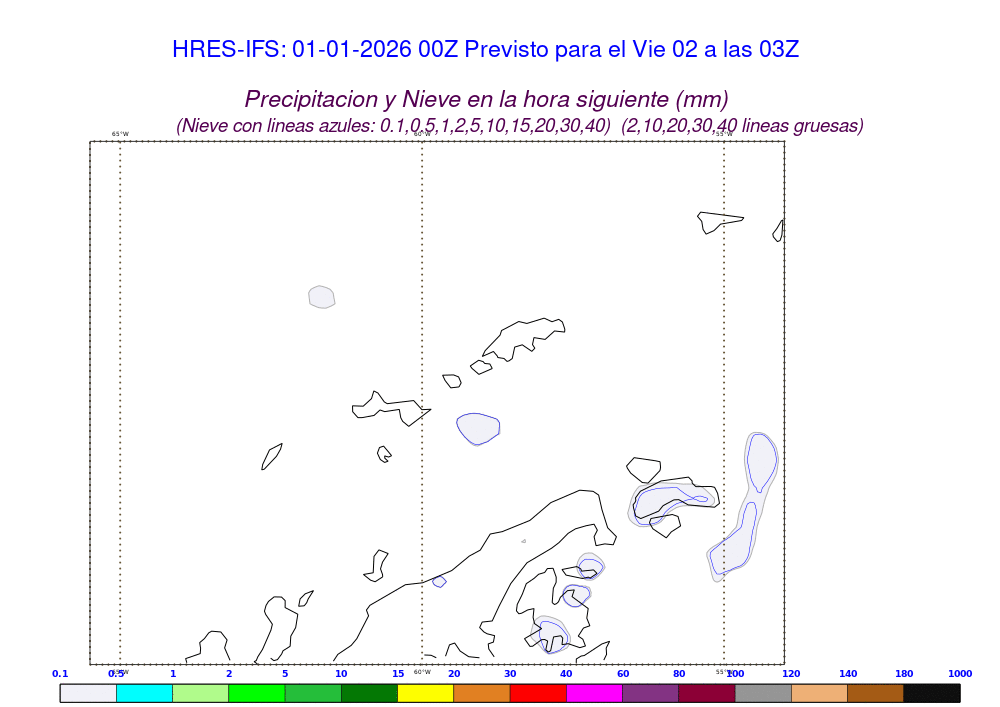 HRES-IFS: 01-01-2026 00Z Previsto para el Vie 02 a las 03Z
Precipitacion y Nieve en la hora siguiente (mm)
(Nieve con lineas azules: 0.1,0.5,1,2,5,10,15,20,30,40)  (2,10,20,30,40 lineas gruesas)
65°W 60°W 55°W
65°W 60°W 55°W
0.1 0.5 1 2 5 10 15 20 30 40 60 80 100 120 140 180 1000